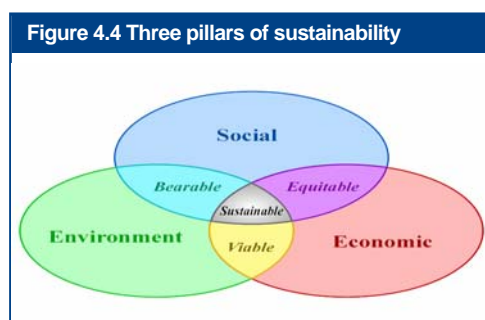 Figure 4.4 Three pillars of sustainability
Social
Bearable
Equitable
Sustainable
Environment
Viable
Economic